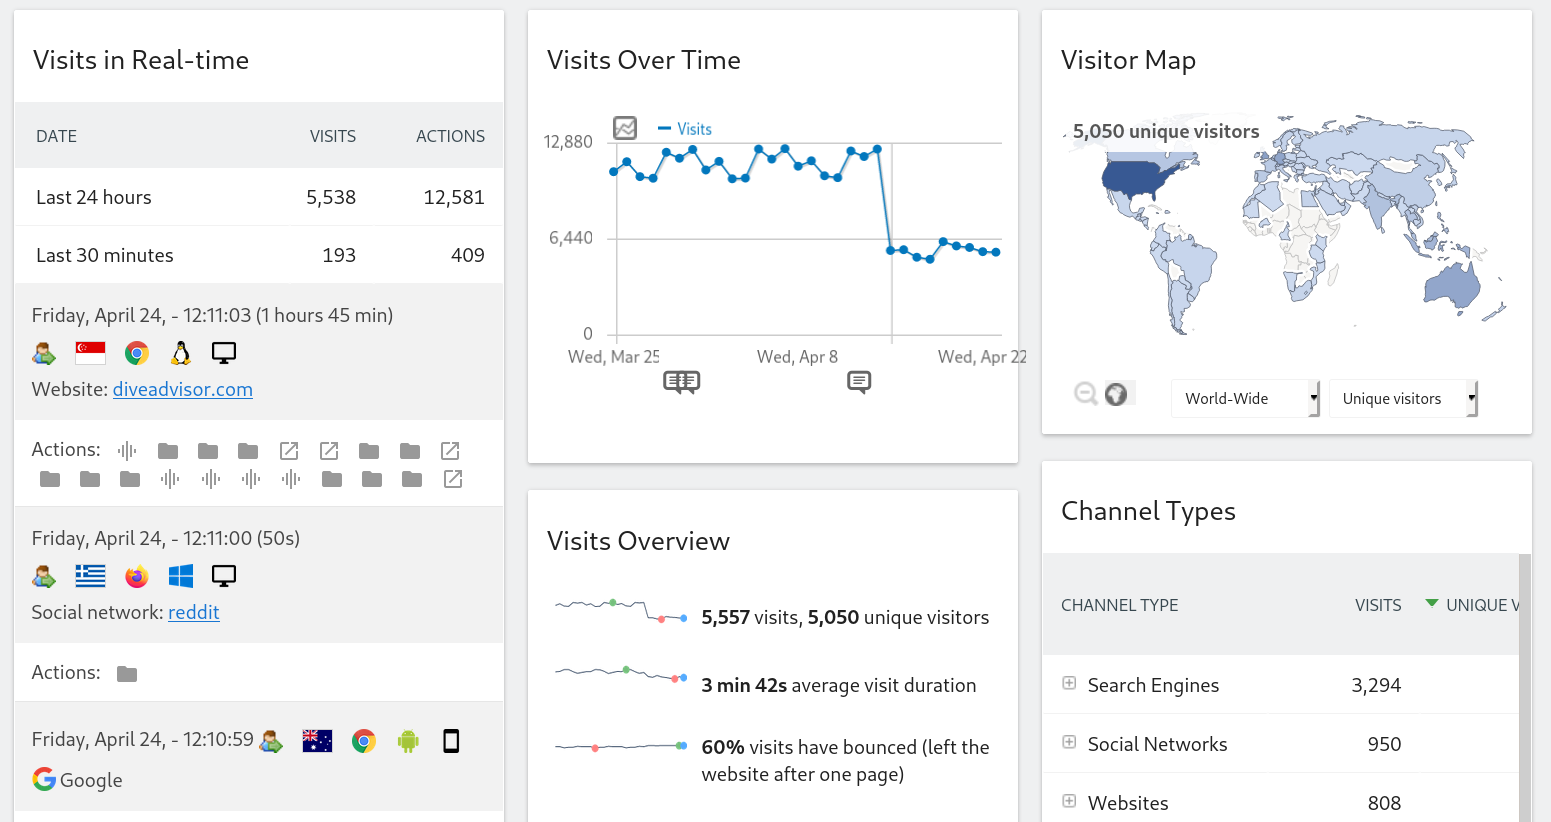 Visits in Real-time
DATE VISITS ACTIONS
Last 24 hours 5,538 12,581
Last 30 minutes 193 409
Friday, April 24, - 12:11:03 (1 hours 45 min)
Website: diveadvisor.com
Actions:
Friday, April 24, - 12:11:00 (50s)
Social network: reddit
Actions:
Friday, April 24, - 12:10:59
Google
Visits Over Time
Visits
12,880
6,440
0
Wed, Mar 25 Wed, Apr 8 Wed, Apr 22
Visits Overview
5,557 visits, 5,050 unique visitors
3 min 42s average visit duration
60% visits have bounced (left the
website after one page)
Visitor Map
5,050 unique visitors
World-Wide Unique visitors
Channel Types
CHANNEL TYPE VISITS UNIQUE V
Search Engines 3,294
Social Networks 950
Websites 808